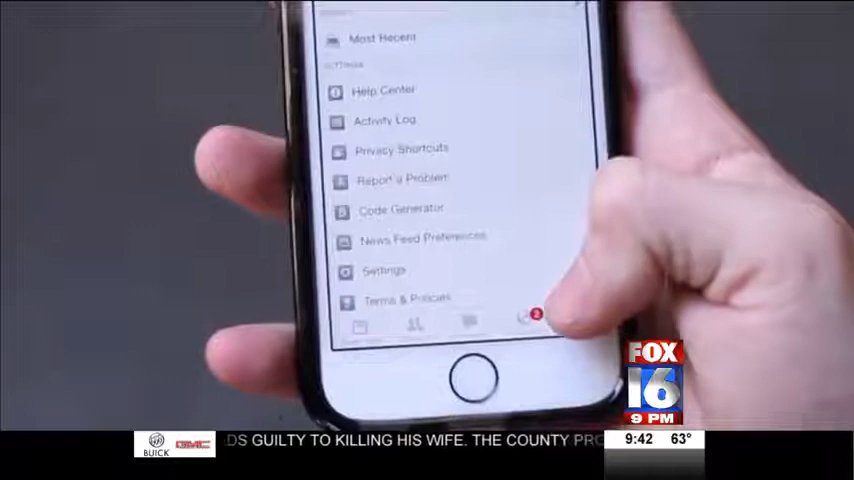 Most Recent
SETTINGS
Help Center
Activity Log
Privacy Shortcuts
Report a Problem
Code Generator
News Feed Preferences
Settings
Terms & Policies
2
FOX
16
9 PM
BUICK
GMC
DS GUILTY TO KILLING HIS WIFE. THE COUNTY PRO
9:42 63°